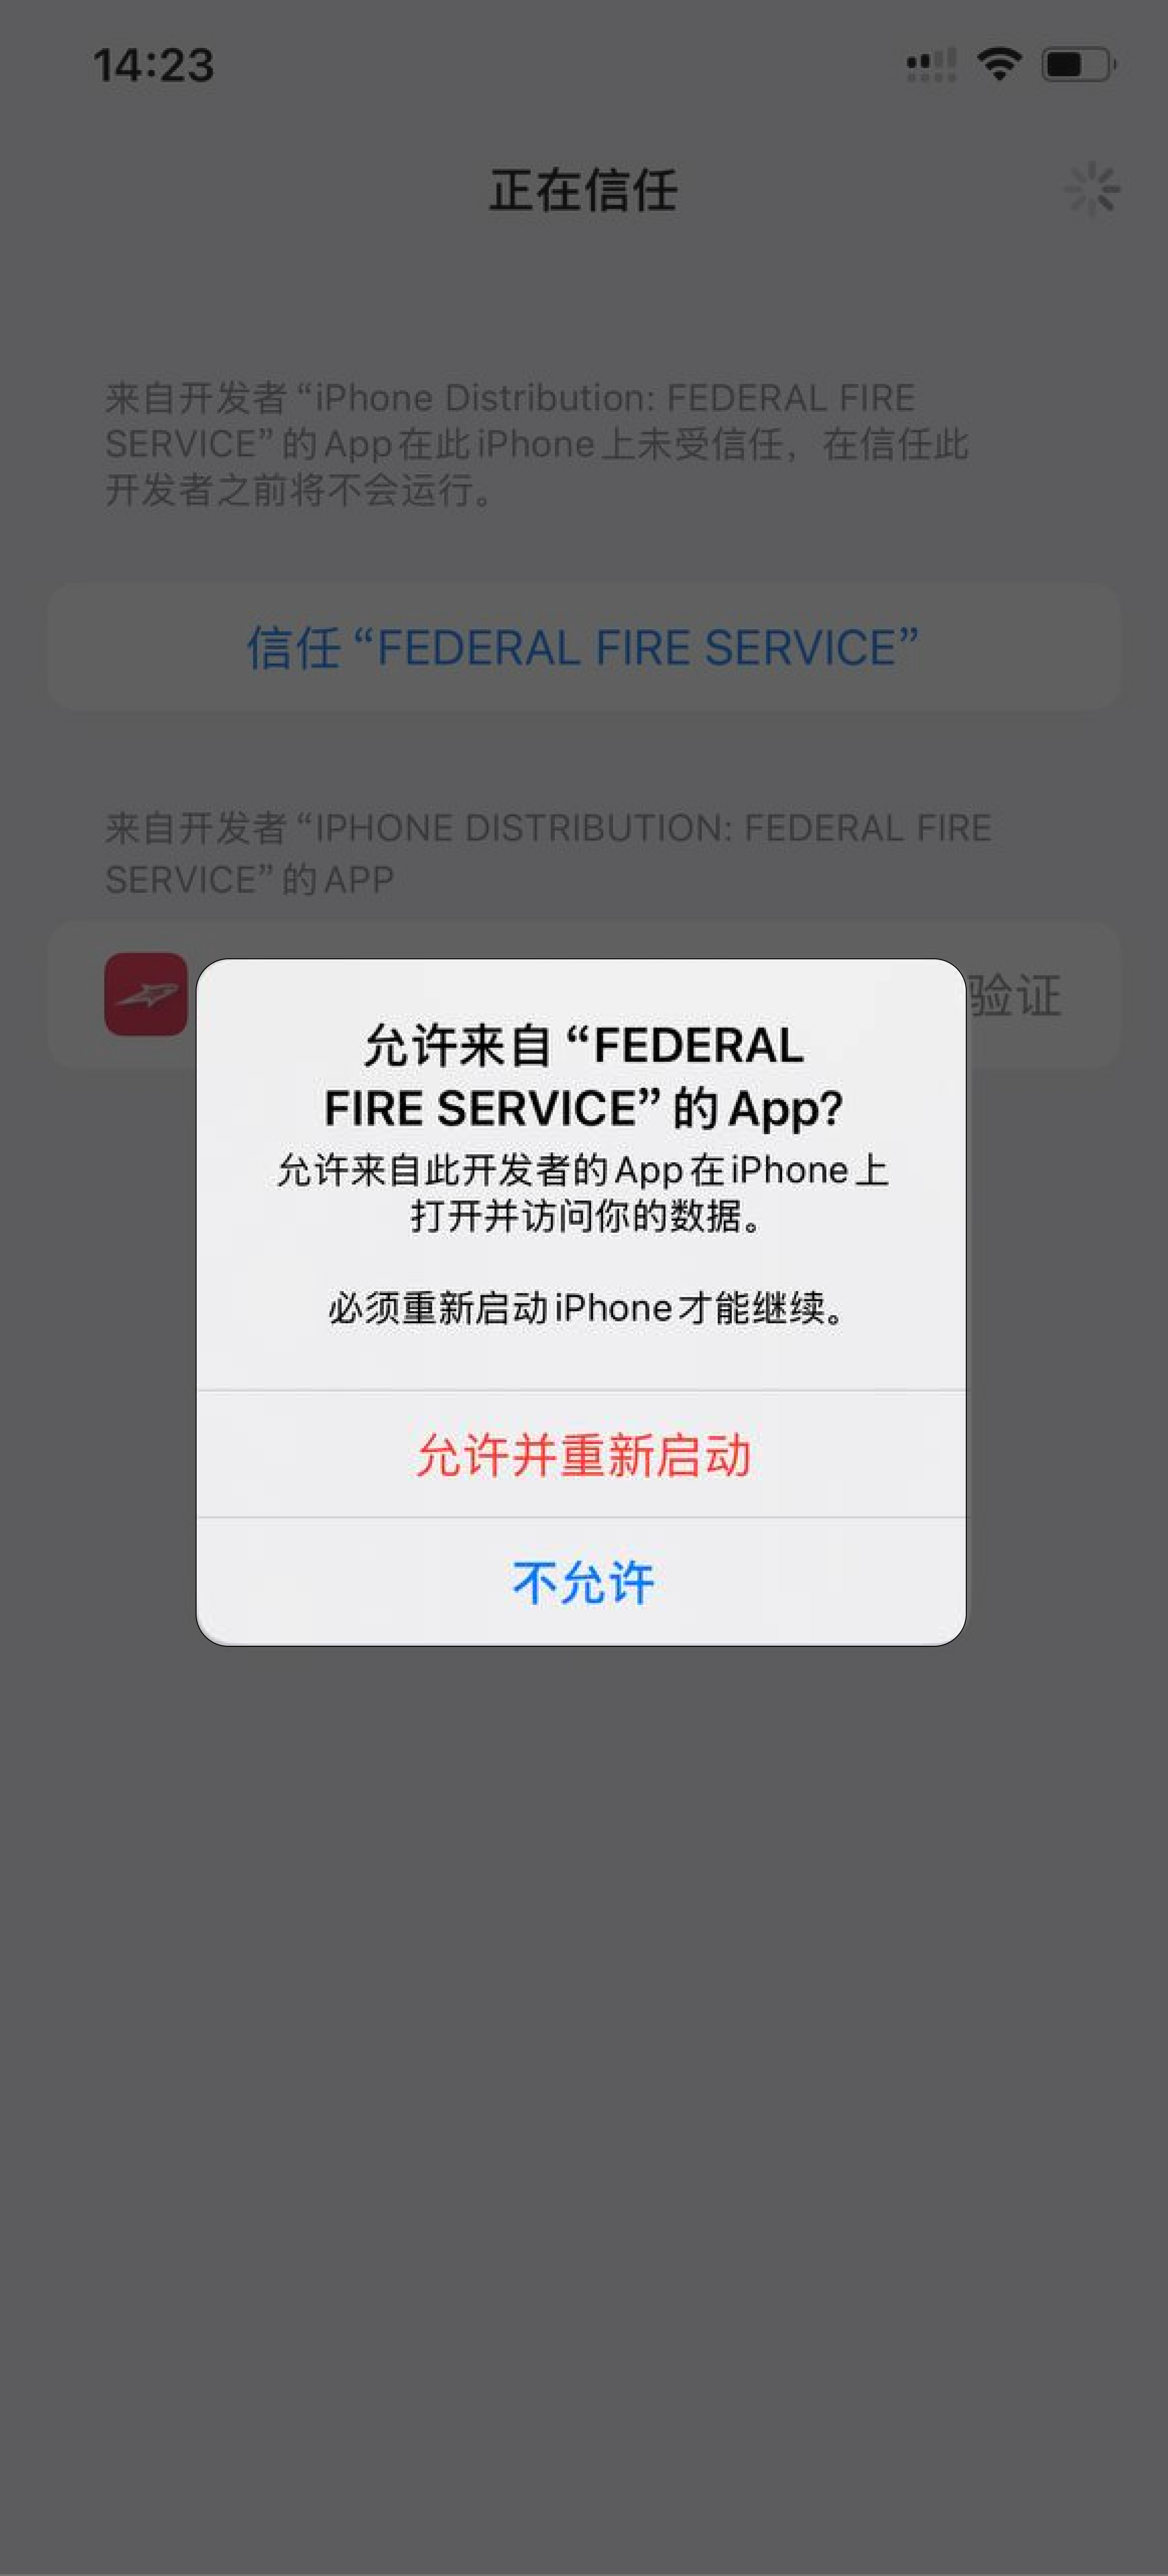 14:23
正在信任
来自开发者“iPhone Distribution: FEDERAL FIRE
SERVICE”的App在此iPhone上未受信任，在信任此
开发者之前将不会运行。
信任“FEDERAL FIRE SERVICE”
来自开发者“IPHONE DISTRIBUTION: FEDERAL FIRE
SERVICE”的APP
验证
允许来自“FEDERAL
FIRE SERVICE”的App?
允许来自此开发者的App在iPhone上
打开并访问你的数据。
必须重新启动iPhone才能继续。
允许并重新启动
不允许